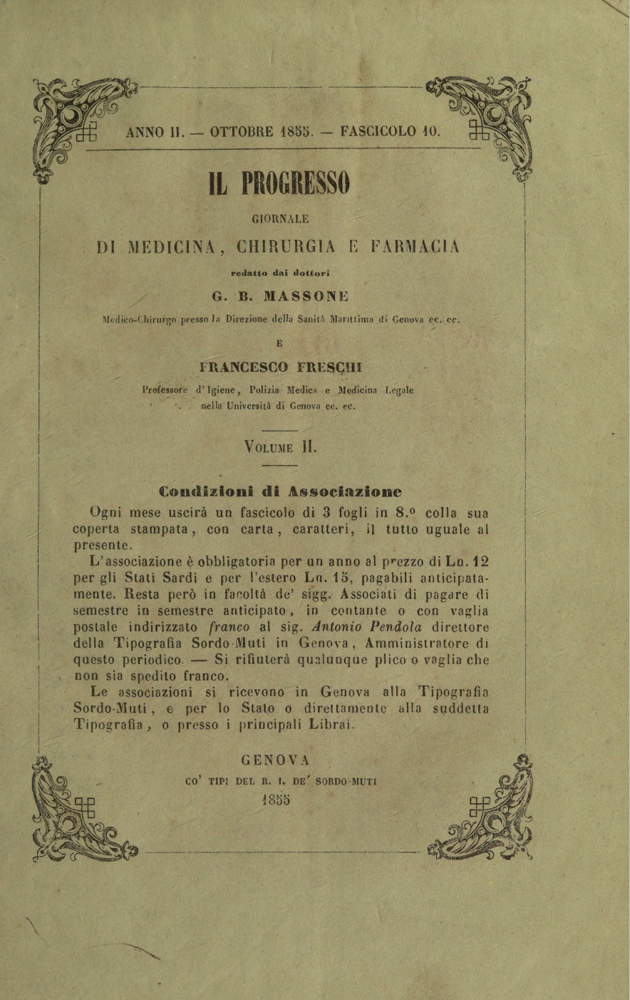 ANNO II. — OTTOBRE 1855. — FASCICOLO 10.
IL PROGRESSO
GIORNALE
DI MEDICINA, CHIRURGIA E FARMACIA
redatto dai dottori
G. B. MASSONE
Medico-Chirurgo presso la Direzione della Sanità Marittima di Genova ec. ec.
E
FRANCESCO FRESCHI
Professore d'Igiene, Polizia Medica e Medicina Legale
nella Università di Genova ec. ec.
VOLUME II.
Condizioni di Associazione
Ogni mese uscirà un fascicolo di 3 fogli in 8.º colla sua
coperta stampata, con carta, caratteri, il tutto uguale al
presente.
L'associazione è obbligatoria per un anno al prezzo di Ln. 12
per gli Stati Sardi e per l'estero Ln. 15, pagabili anticipata-
mente. Resta però in facoltà de' sigg. Associati di pagare di
semestre in semestre anticipato, in contante o con vaglia
postale indirizzato franco al sig. Antonio Pendola direttore
della Tipografia Sordo-Muti in Genova, Amministratore di
questo periodico. — Si rifiuterà qualunque plico o vaglia che
non sia spedito franco.
Le associazioni si ricevono in Genova alla Tipografia
Sordo-Muti, e per lo Stato o direttamente alla suddetta
Tipografia, o presso i principali Librai.
GENOVA
CO' TIPI DEL R. I. DE' SORDO-MUTI
1855